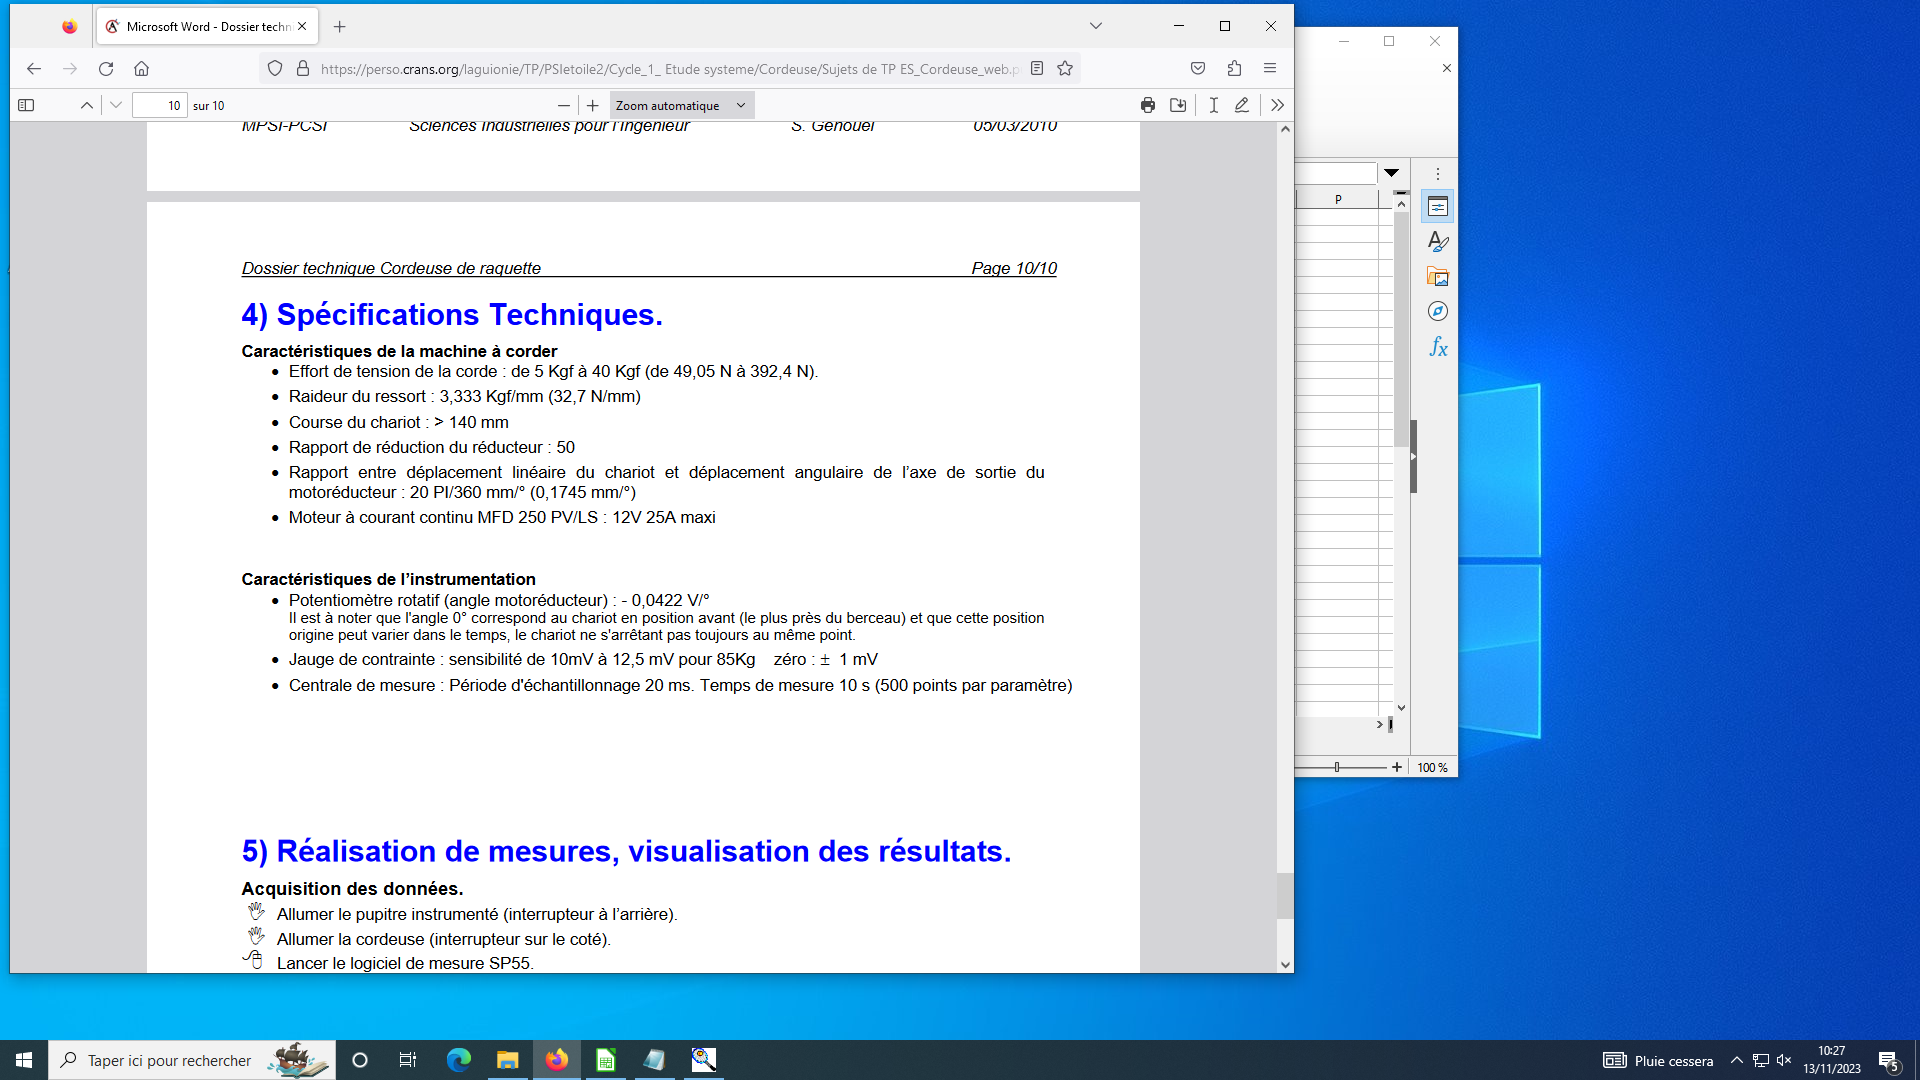 Microsoft Word - Dossier techni
https://perso.crans.org/laguionie/TP/PSIetoile2/Cycle_1_ Etude systeme/Cordeuse/Sujets de TP ES_Cordeuse_web.p
10 sur 10
Zoom automatique
MPSI-PCSI Sciences Industrielles pour l'Ingénieur S. Genouël 05/03/2010
Dossier technique Cordeuse de raquette Page 10/10
4) Spécifications Techniques.
Caractéristiques de la machine à corder
• Effort de tension de la corde : de 5 Kgf à 40 Kgf (de 49,05 N à 392,4 N).
• Raideur du ressort : 3,333 Kgf/mm (32,7 N/mm)
• Course du chariot : > 140 mm
• Rapport de réduction du réducteur : 50
• Rapport entre déplacement linéaire du chariot et déplacement angulaire de l'axe de sortie du
motoréducteur : 20 PI/360 mm/° (0,1745 mm/°)
• Moteur à courant continu MFD 250 PV/LS : 12V 25A maxi
Caractéristiques de l'instrumentation
• Potentiomètre rotatif (angle motoréducteur) : - 0,0422 V/°
Il est à noter que l'angle 0° correspond au chariot en position avant (le plus près du berceau) et que cette position
origine peut varier dans le temps, le chariot ne s'arrêtant pas toujours au même point.
• Jauge de contrainte : sensibilité de 10mV à 12,5 mV pour 85Kg zéro : ± 1 mV
• Centrale de mesure : Période d'échantillonnage 20 ms. Temps de mesure 10 s (500 points par paramètre)
5) Réalisation de mesures, visualisation des résultats.
Acquisition des données.
Allumer le pupitre instrumenté (interrupteur à l'arrière).
Allumer la cordeuse (interrupteur sur le coté).
Lancer le logiciel de mesure SP55.
P
fx
100 %
Taper ici pour rechercher
Pluie cessera
10:27
13/11/2023
5